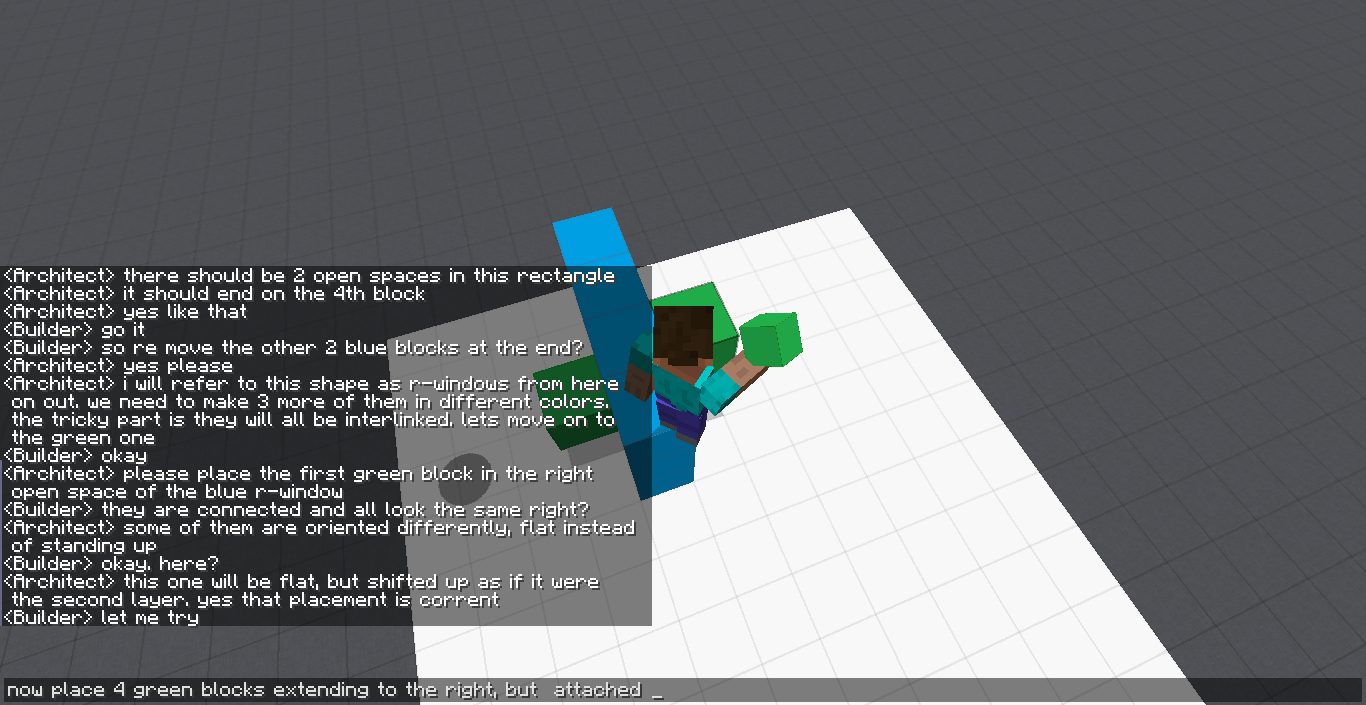 <Architect> there should be 2 open spaces in this rectangle
<Architect> it should end on the 4th block
<Architect> yes like that
<Builder> go it
<Builder> so re move the other 2 blue blocks at the end?
<Architect> yes please
<Architect> i will refer to this shape as r-windows from here
on out. we need to make 3 more of them in different colors.
the tricky part is they will all be interlinked. lets move on to
the green one
<Builder> okay
<Architect> please place the first green block in the right
open space of the blue r-window
<Builder> they are connected and all look the same right?
<Architect> some of them are oriented differently, flat instead
of standing up
<Builder> okay. here?
<Architect> this one will be flat, but shifted up as if it were
the second layer. yes that placement is corrent
<Builder> let me try
now place 4 green blocks extending to the right, but  attached _